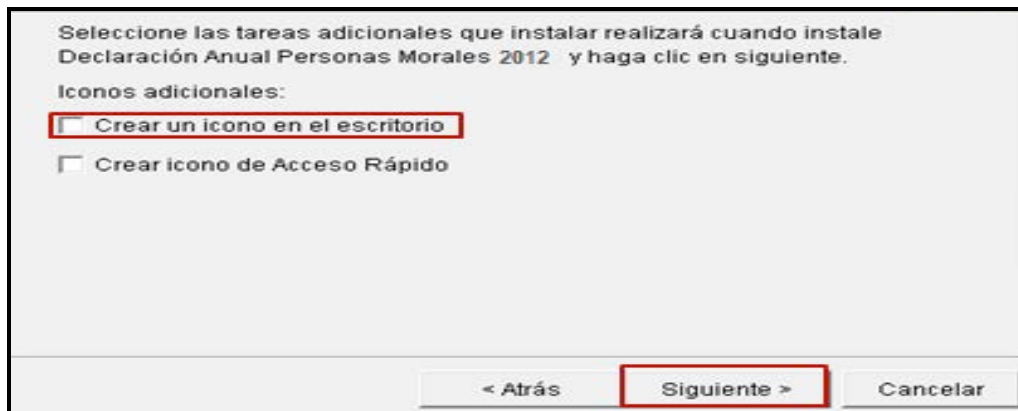 Seleccione las tareas adicionales que instalar realizará cuando instale
Declaración Anual Personas Morales 2012 y haga clic en siguiente.
Iconos adicionales:
Crear un icono en el escritorio
Crear icono de Acceso Rápido
< Atrás Siguiente > Cancelar